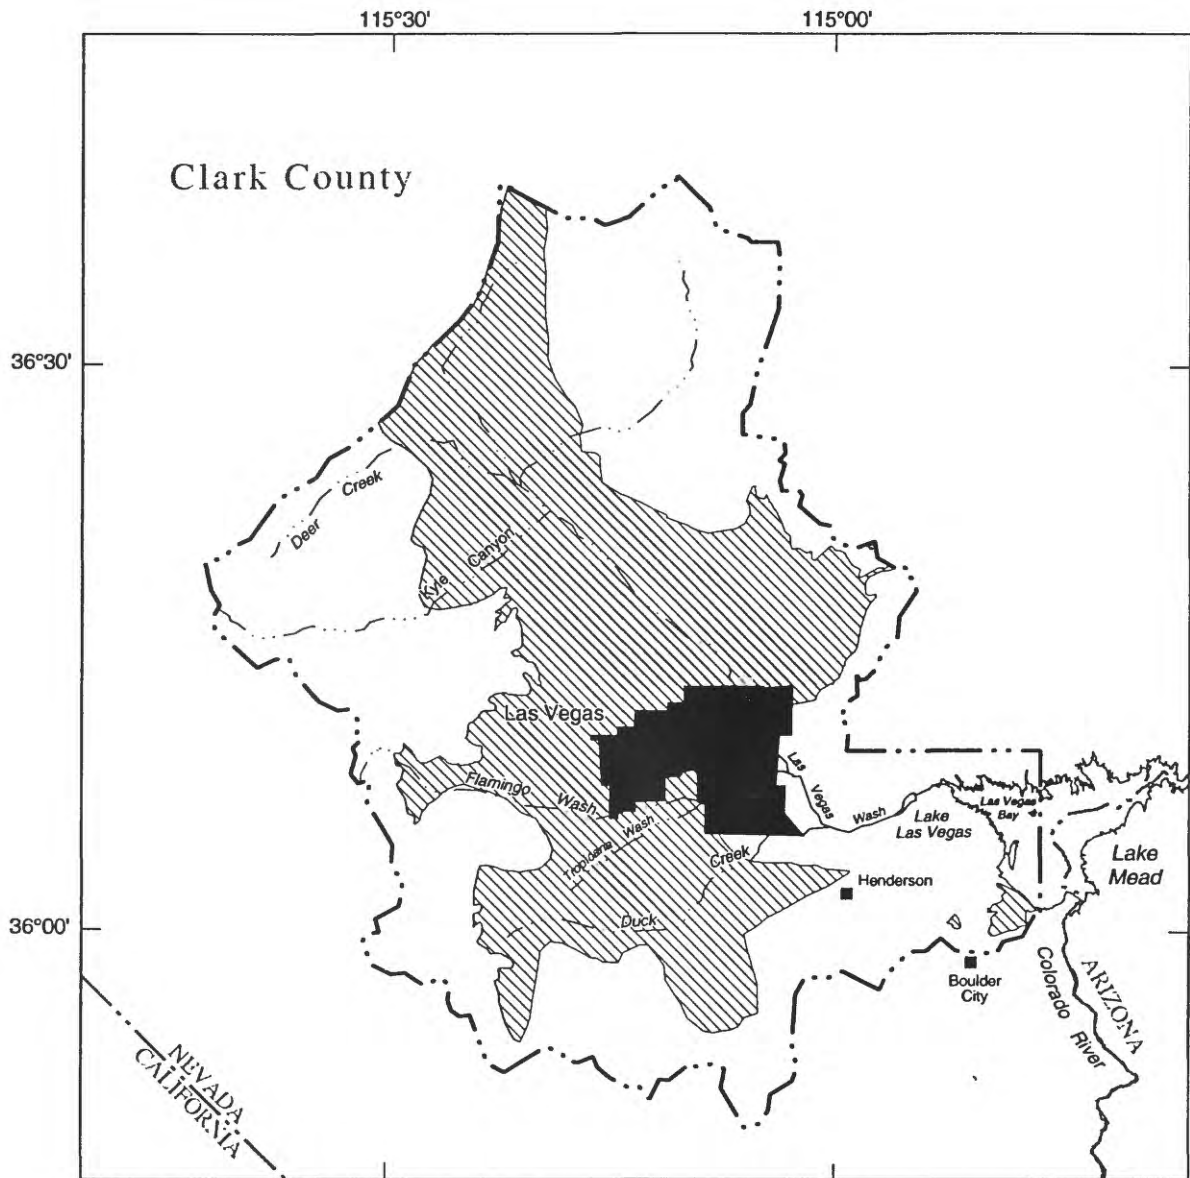 115°30'
115°00'
Clark County
36°30'
Deer Creek
Kyle Canyon
Las Vegas
Flamingo Wash
Tropicana Wash
Las Vegas Wash
Lake
Las Vegas
Las Vegas
Bay
Lake
Mead
Creek
Henderson
Duck
36°00'
Boulder
City
Colorado River
ARIZONA
NEVADA
CALIFORNIA